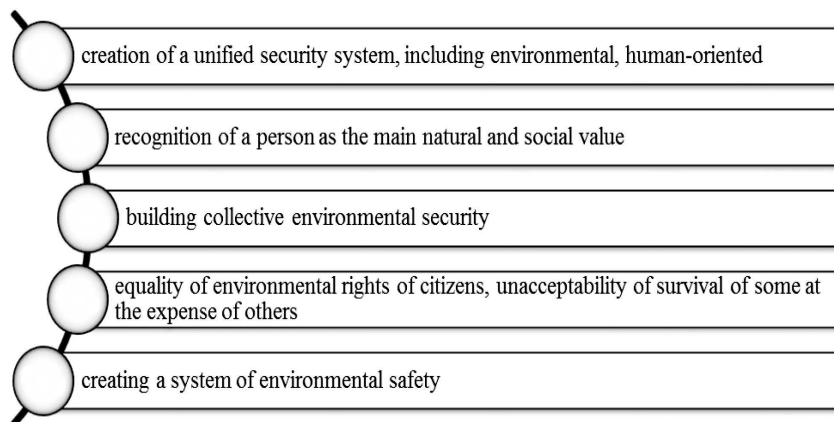 creation of a unified security system, including environmental, human-oriented
recognition of a person as the main natural and social value
building collective environmental security
equality of environmental rights of citizens, unacceptability of survival of some at
the expense of others
creating a system of environmental safety